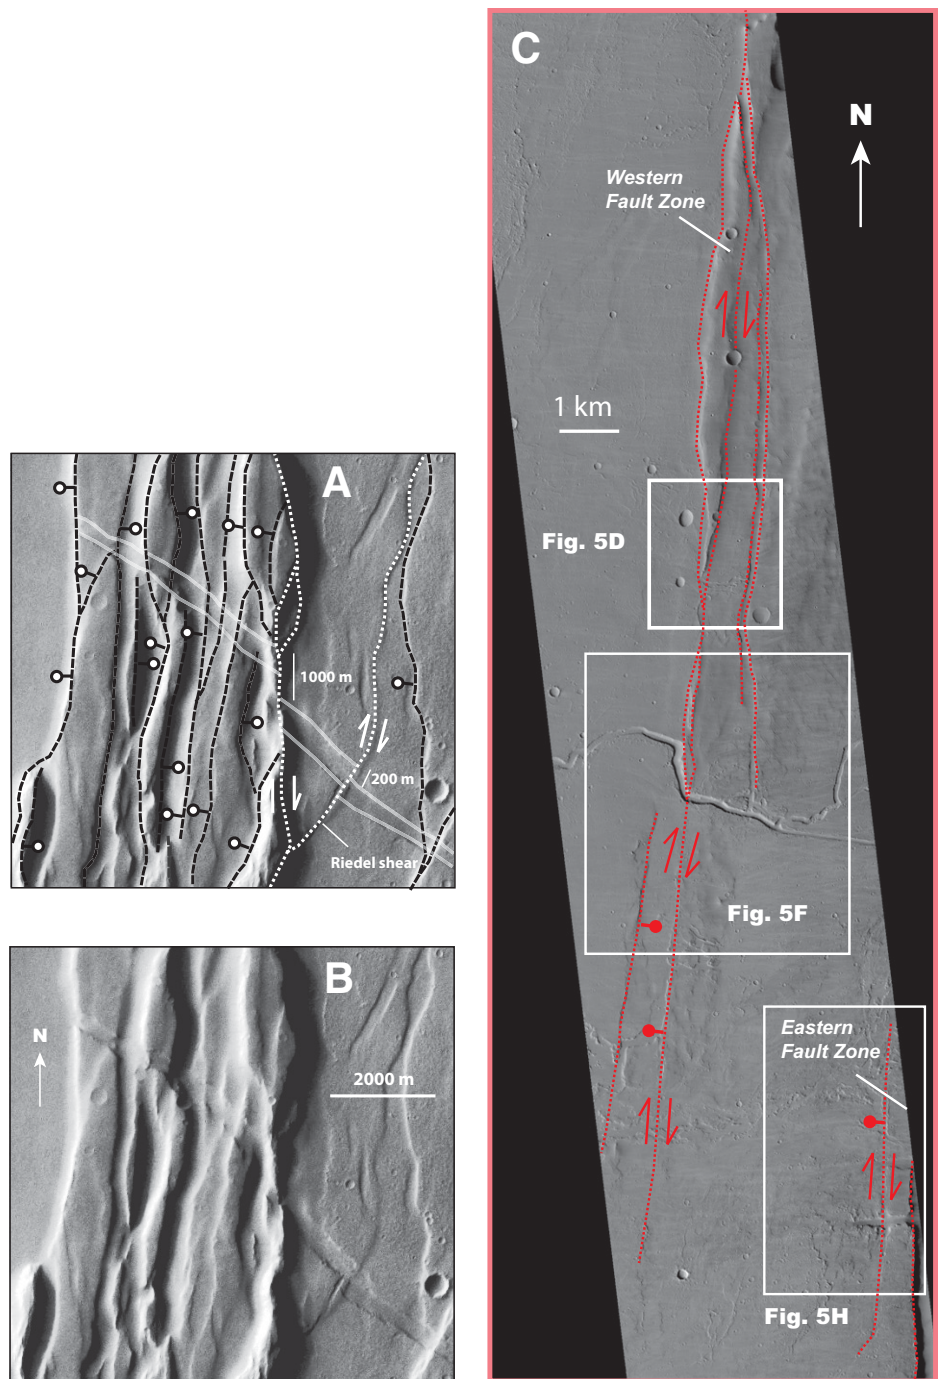 C
N
Western
Fault Zone
1 km
Fig. 5D
A
1000 m
200 m
Riedel shear
Fig. 5F
B
N
2000 m
Eastern
Fault Zone
Fig. 5H